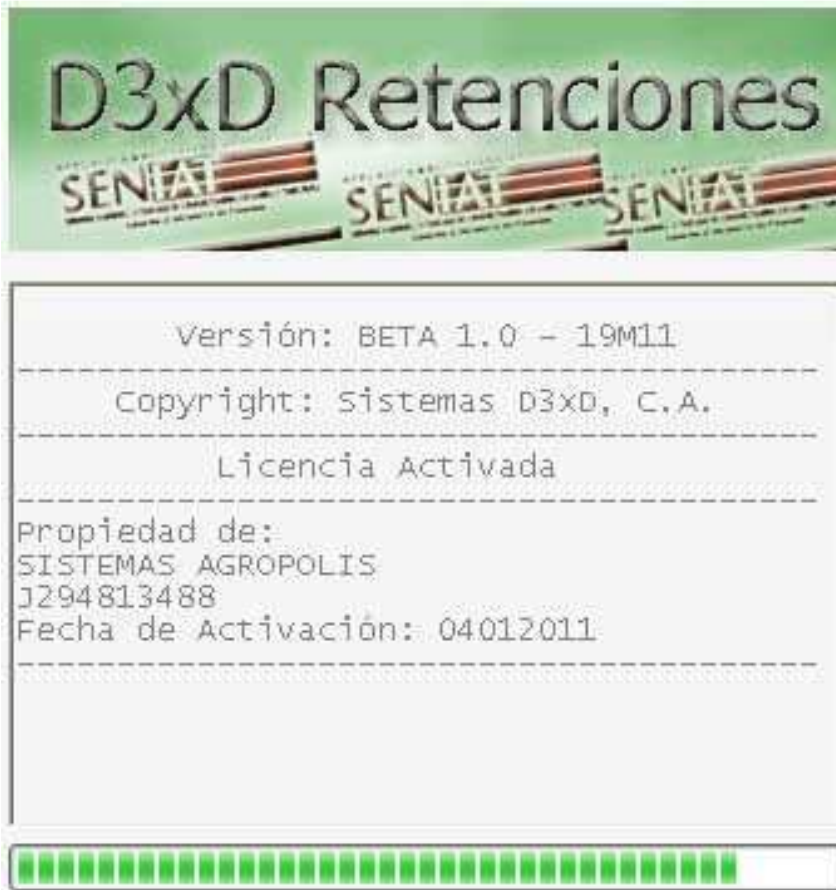 D3xD Retenciones
SENIAT SENIAT SENIAT
Versión: BETA 1.0 - 19M11
----------------------------------------
Copyright: Sistemas D3xD, C.A.
----------------------------------------
Licencia Activada
----------------------------------------
Propiedad de:
SISTEMAS AGROPOLIS
J294813488
Fecha de Activación: 04012011
----------------------------------------